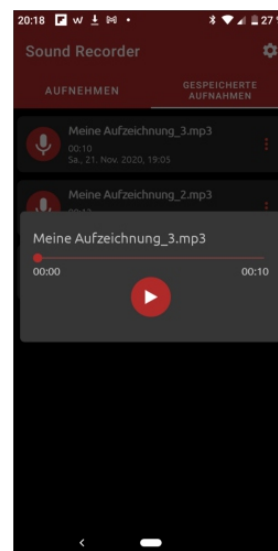 20:18 27
Sound Recorder
AUFNEHMEN
GESPEICHERTE
AUFNAHMEN
Meine Aufzeichnung_3.mp3
00:10
Sa., 21. Nov. 2020, 19:05
Meine Aufzeichnung_2.mp3
Meine Aufzeichnung_3.mp3
00:00 00:10